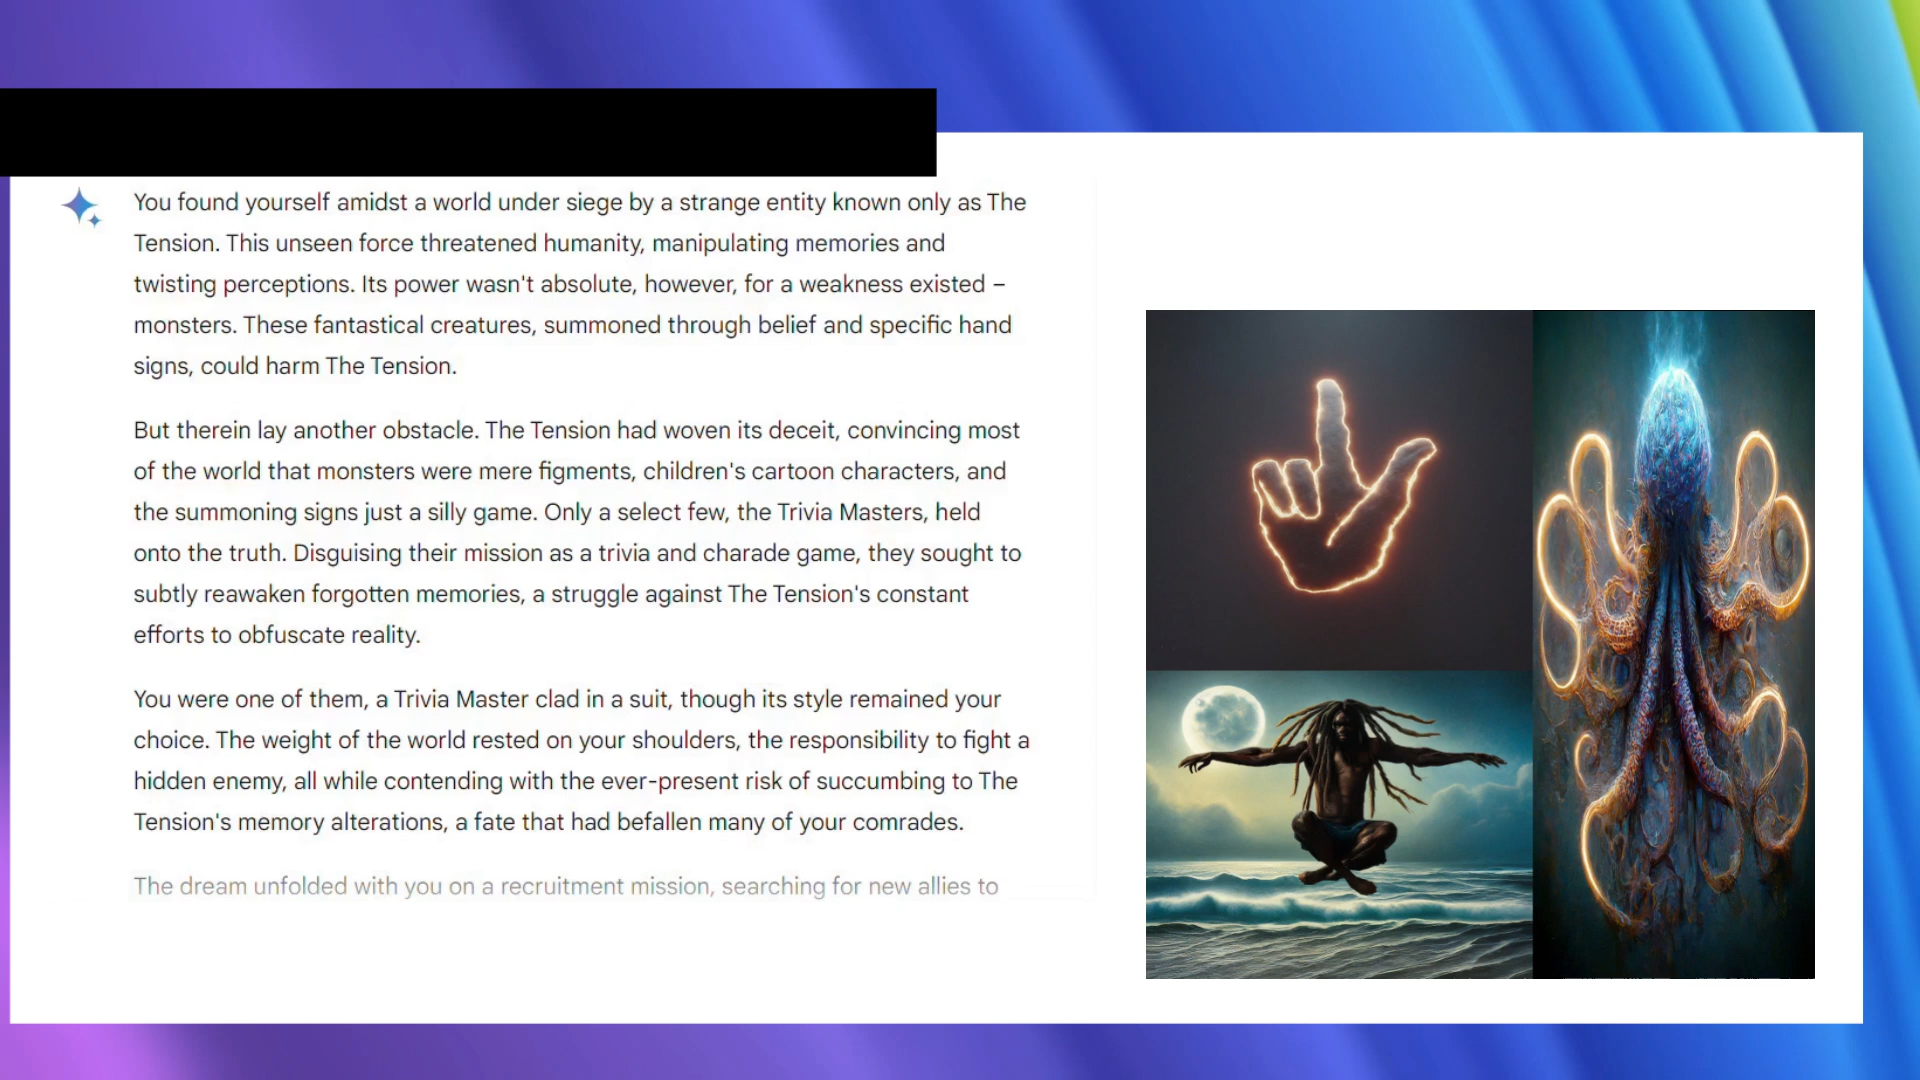 You found yourself amidst a world under siege by a strange entity known only as The
Tension. This unseen force threatened humanity, manipulating memories and
twisting perceptions. Its power wasn't absolute, however, for a weakness existed –
monsters. These fantastical creatures, summoned through belief and specific hand
signs, could harm The Tension.
But therein lay another obstacle. The Tension had woven its deceit, convincing most
of the world that monsters were mere figments, children's cartoon characters, and
the summoning signs just a silly game. Only a select few, the Trivia Masters, held
onto the truth. Disguising their mission as a trivia and charade game, they sought to
subtly reawaken forgotten memories, a struggle against The Tension's constant
efforts to obfuscate reality.
You were one of them, a Trivia Master clad in a suit, though its style remained your
choice. The weight of the world rested on your shoulders, the responsibility to fight a
hidden enemy, all while contending with the ever-present risk of succumbing to The
Tension's memory alterations, a fate that had befallen many of your comrades.
The dream unfolded with you on a recruitment mission, searching for new allies to